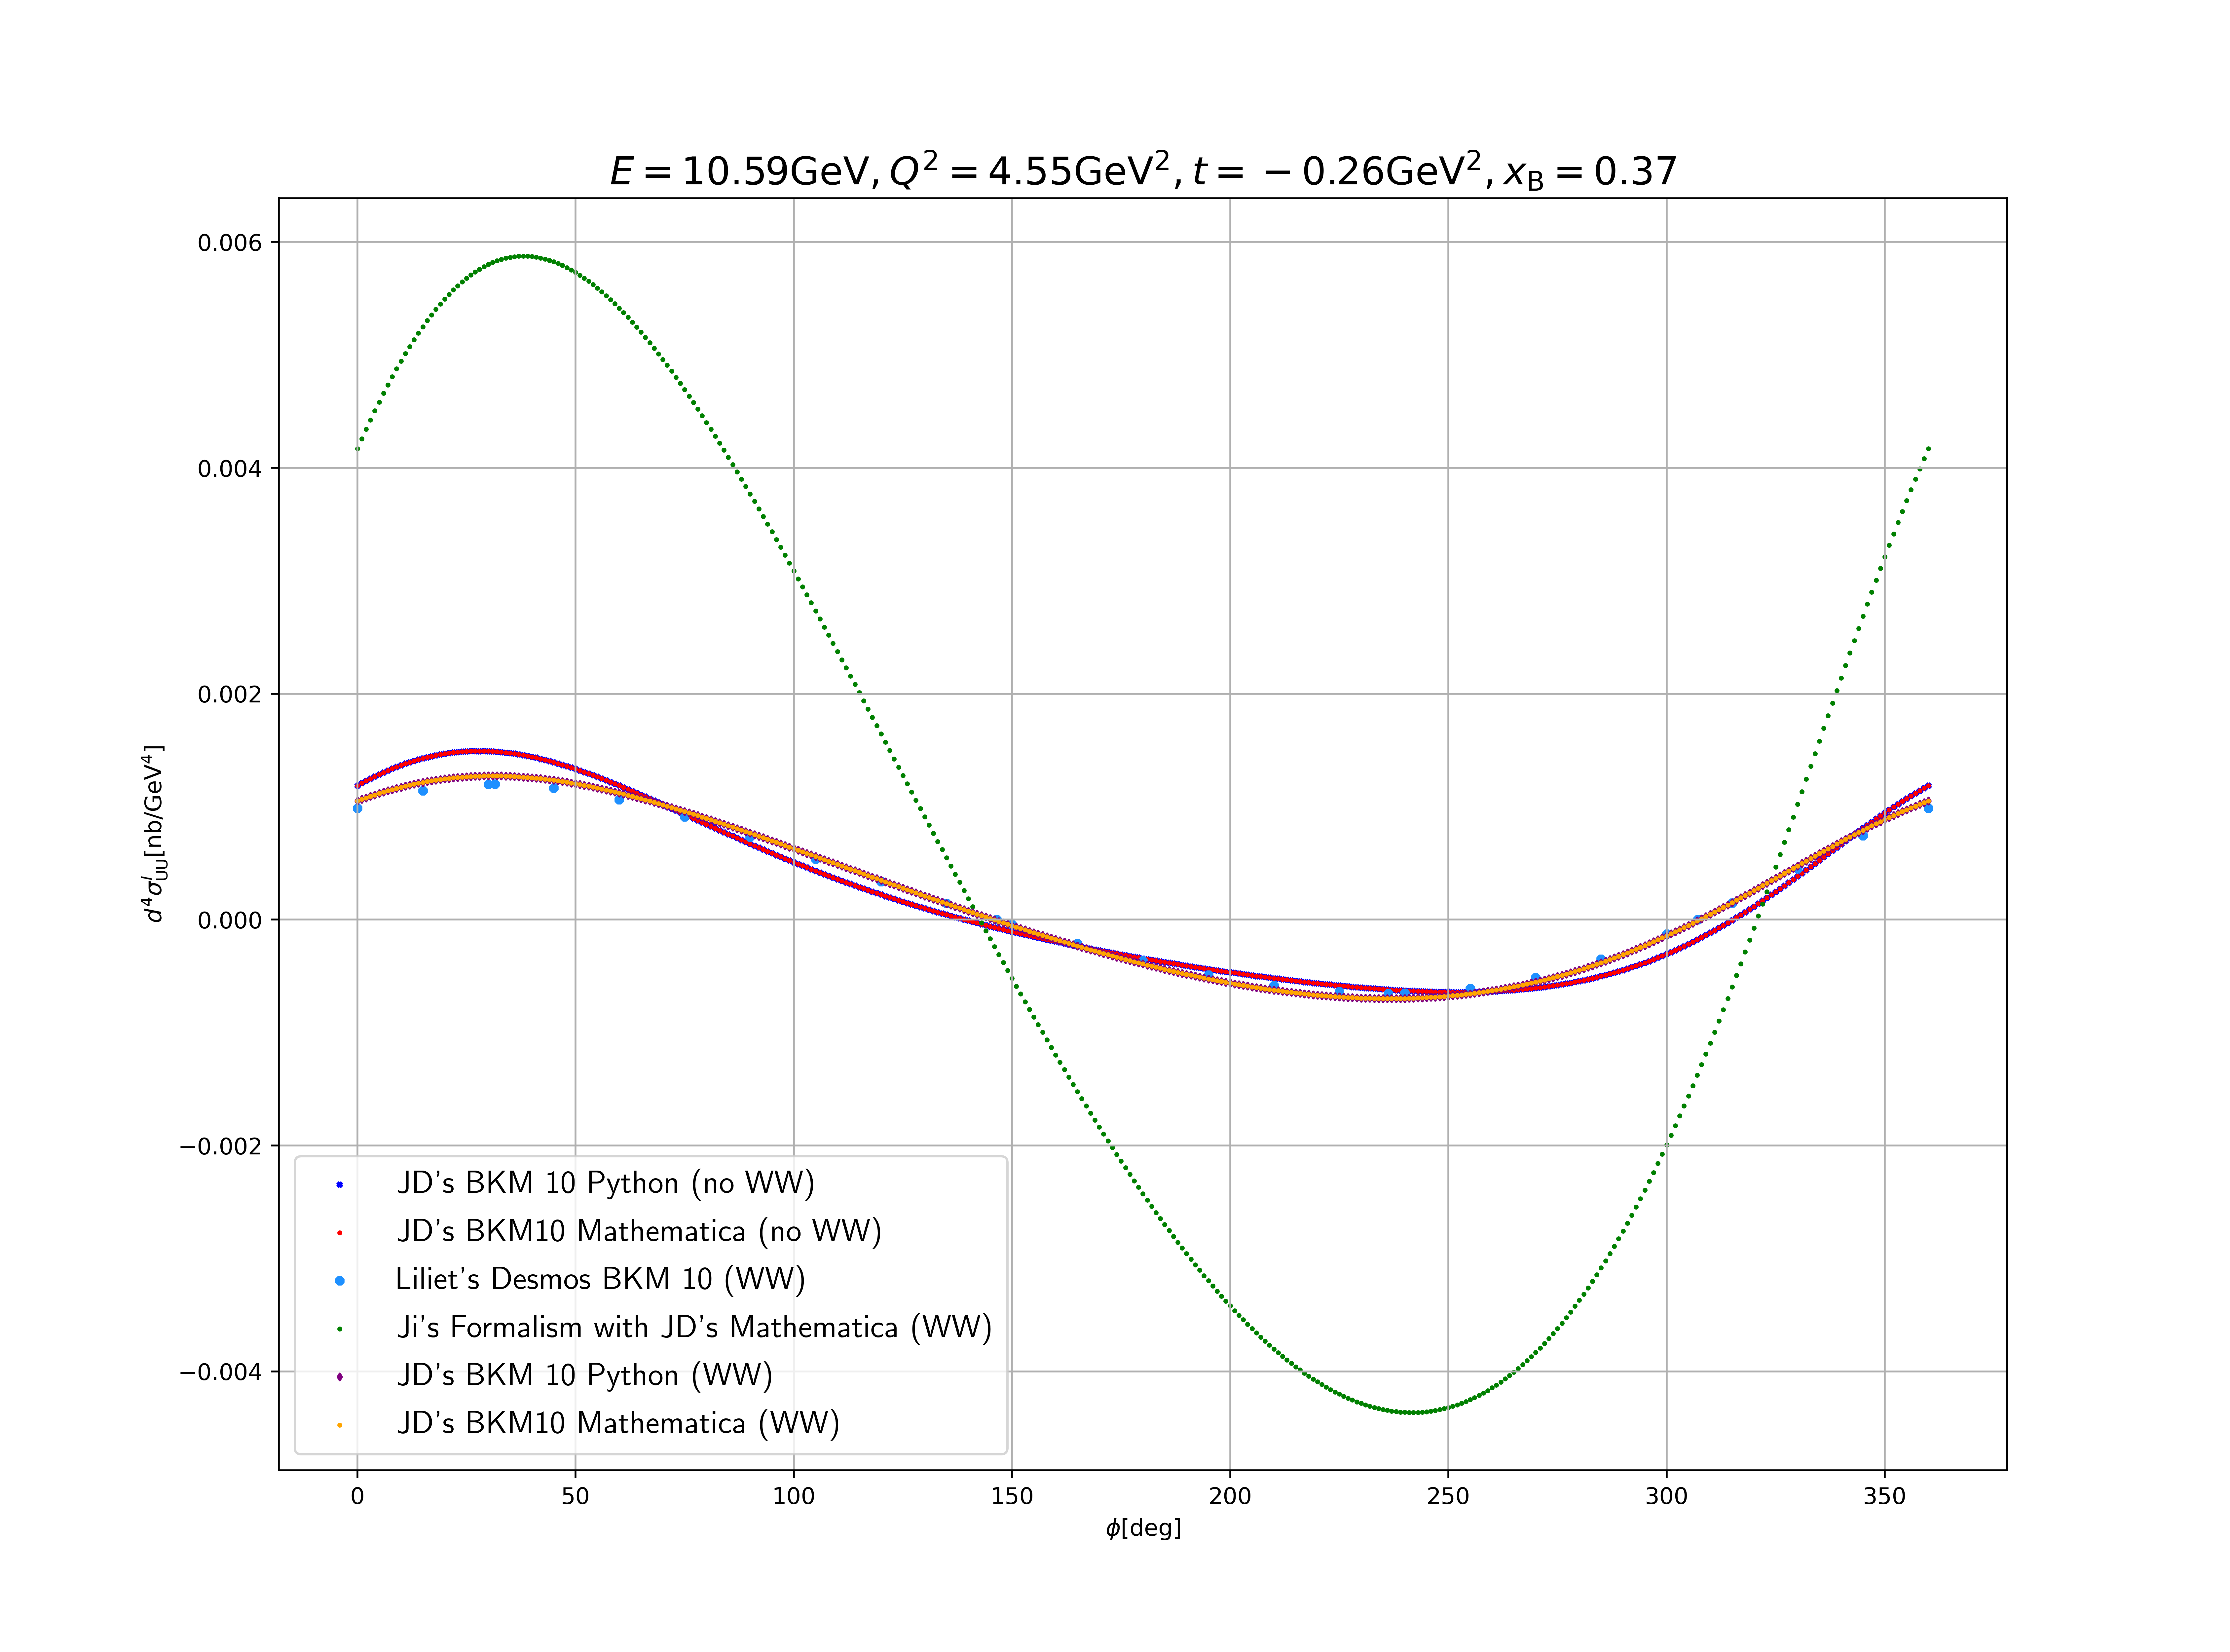 E = 10.59GeV, Q² = 4.55GeV², t = −0.26GeV², x_B = 0.37
d⁴σ^I_UU[nb/GeV⁴]
0.006
0.004
0.002
0.000
−0.002
−0.004
JD's BKM 10 Python (no WW)
JD's BKM10 Mathematica (no WW)
Liliet's Desmos BKM 10 (WW)
Ji's Formalism with JD's Mathematica (WW)
JD's BKM 10 Python (WW)
JD's BKM10 Mathematica (WW)
0 50 100 150 200 250 300 350
ϕ[deg]